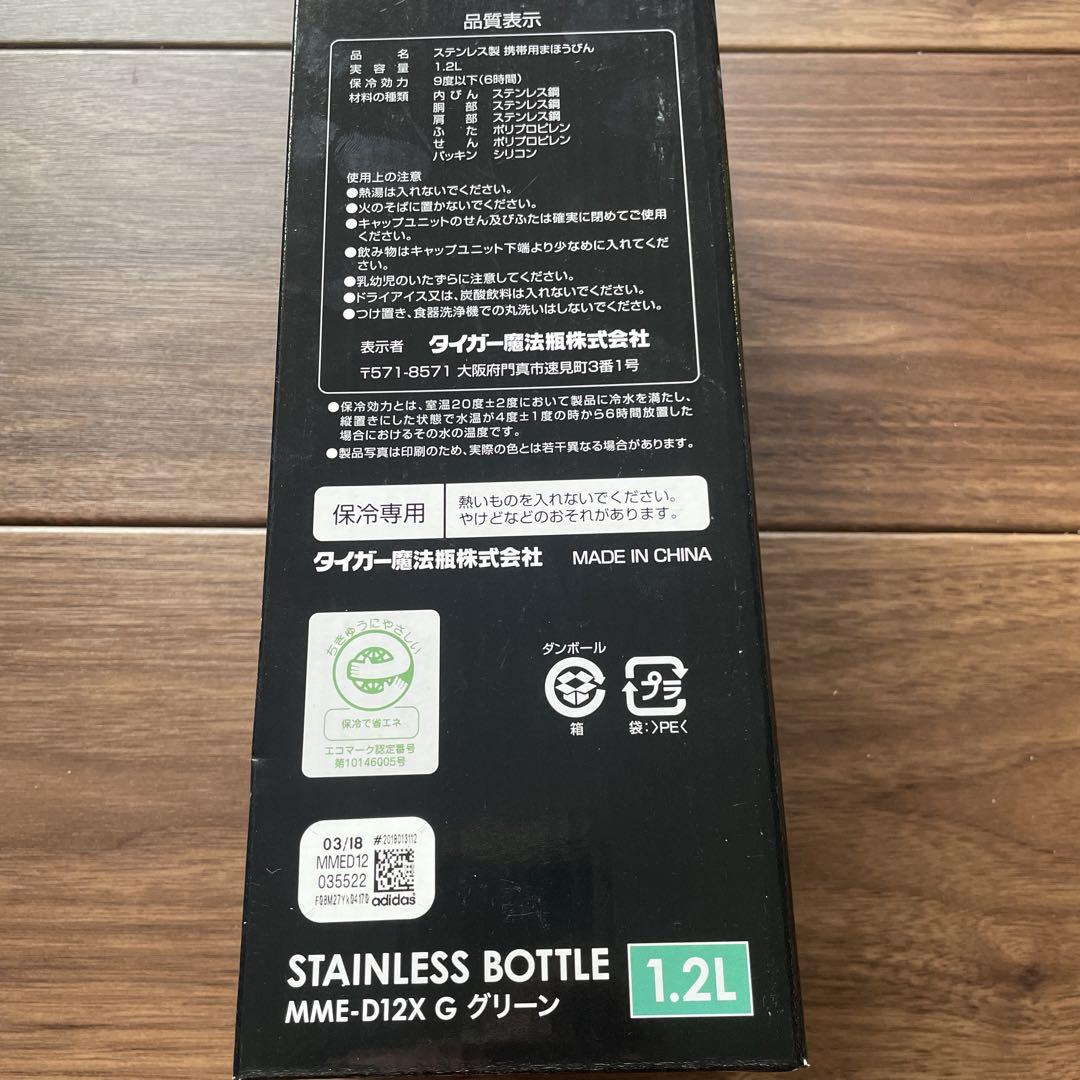 品質表示
品名 ステンレス製 携帯用まほうびん
実容量 1.2L
保冷効力 9度以下(6時間)
材料の種類 内びん ステンレス鋼
胴部 ステンレス鋼
肩部 ステンレス鋼
ふた ポリプロピレン
せん ポリプロピレン
パッキン シリコン
使用上の注意
●熱湯は入れないでください。
●火のそばに置かないでください。
●キャップユニットのせん及びふたは確実に閉めてご使用
ください。
●飲み物はキャップユニット下端より少なめに入れてくだ
さい。
●乳幼児のいたずらに注意してください。
●ドライアイス又は、炭酸飲料は入れないでください。
●つけ置き、食器洗浄機での丸洗いはしないでください。
表示者 タイガー魔法瓶株式会社
〒571-8571 大阪府門真市速見町3番1号
●保冷効力とは、室温20度±2度において製品に冷水を満たし、
縦置きにした状態で水温が4度±1度の時から6時間放置した
場合におけるその水の温度です。
●製品写真は印刷のため、実際の色とは若干異なる場合があります。
保冷専用
熱いものを入れないでください。
やけどなどのおそれがあります。
タイガー魔法瓶株式会社 MADE IN CHINA
ちきゅうにやさしい
保冷で省エネ
エコマーク認定番号
第10146005号
ダンボール
箱
プラ
袋:>PE<
03/18 #2018013112
MMED12
035522
F08M27Yk04170 adidas
STAINLESS BOTTLE 1.2L
MME-D12X G グリーン